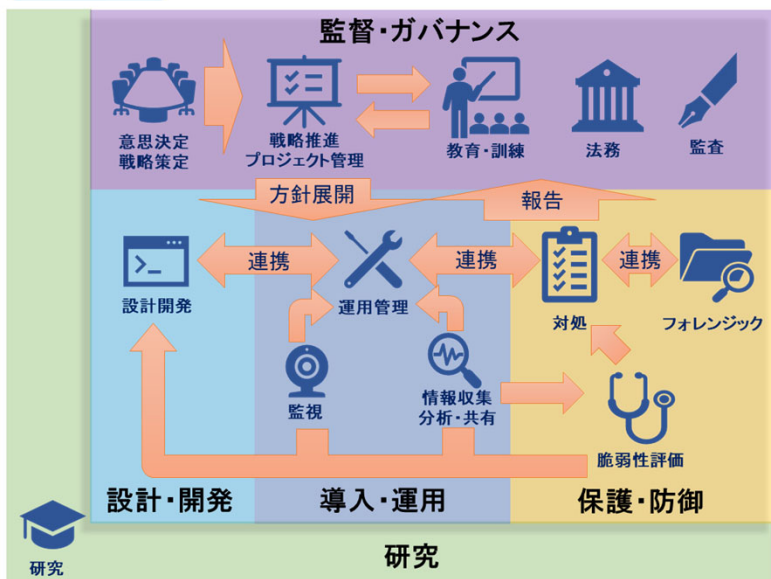 監督・ガバナンス
意思決定
戦略策定
戦略推進
プロジェクト管理
教育・訓練
法務
監査
方針展開
報告
設計開発
連携
運用管理
連携
対処
連携
フォレンジック
監視
情報収集
分析・共有
脆弱性評価
設計・開発
導入・運用
保護・防御
研究
研究